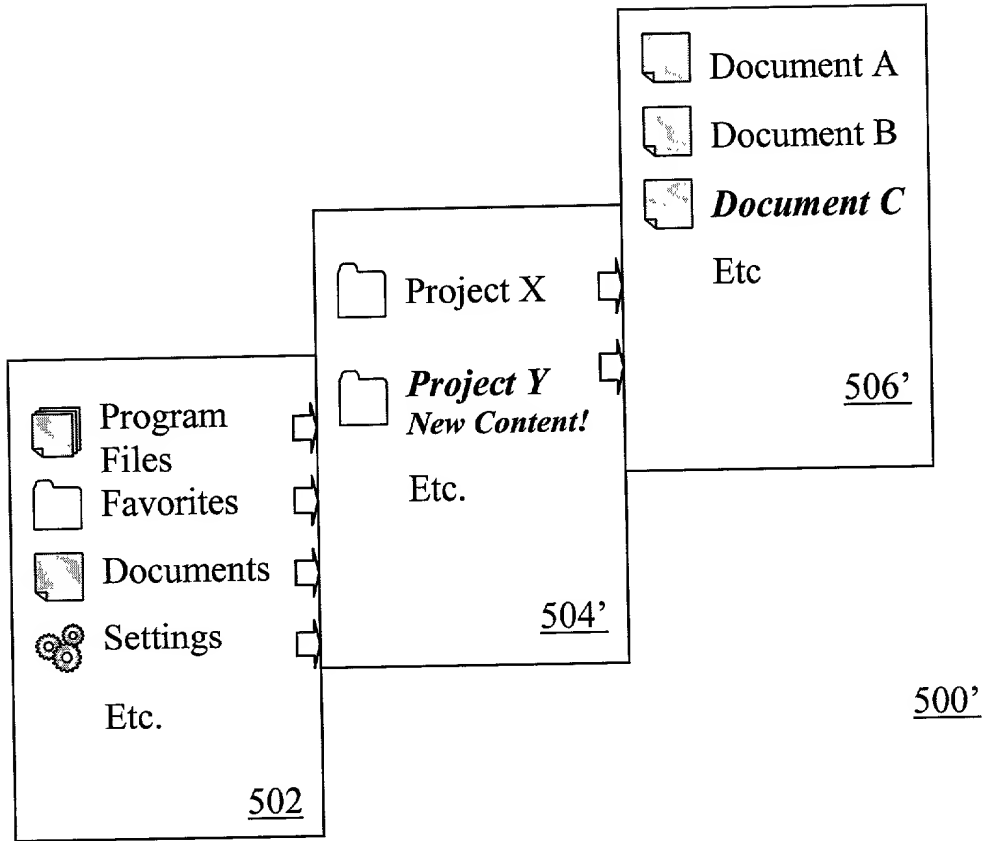 Document A
Document B
Document C
Etc
506’
Project X
Project Y
New Content!
Etc.
504’
Program
Files
Favorites
Documents
Settings
Etc.
502
500’